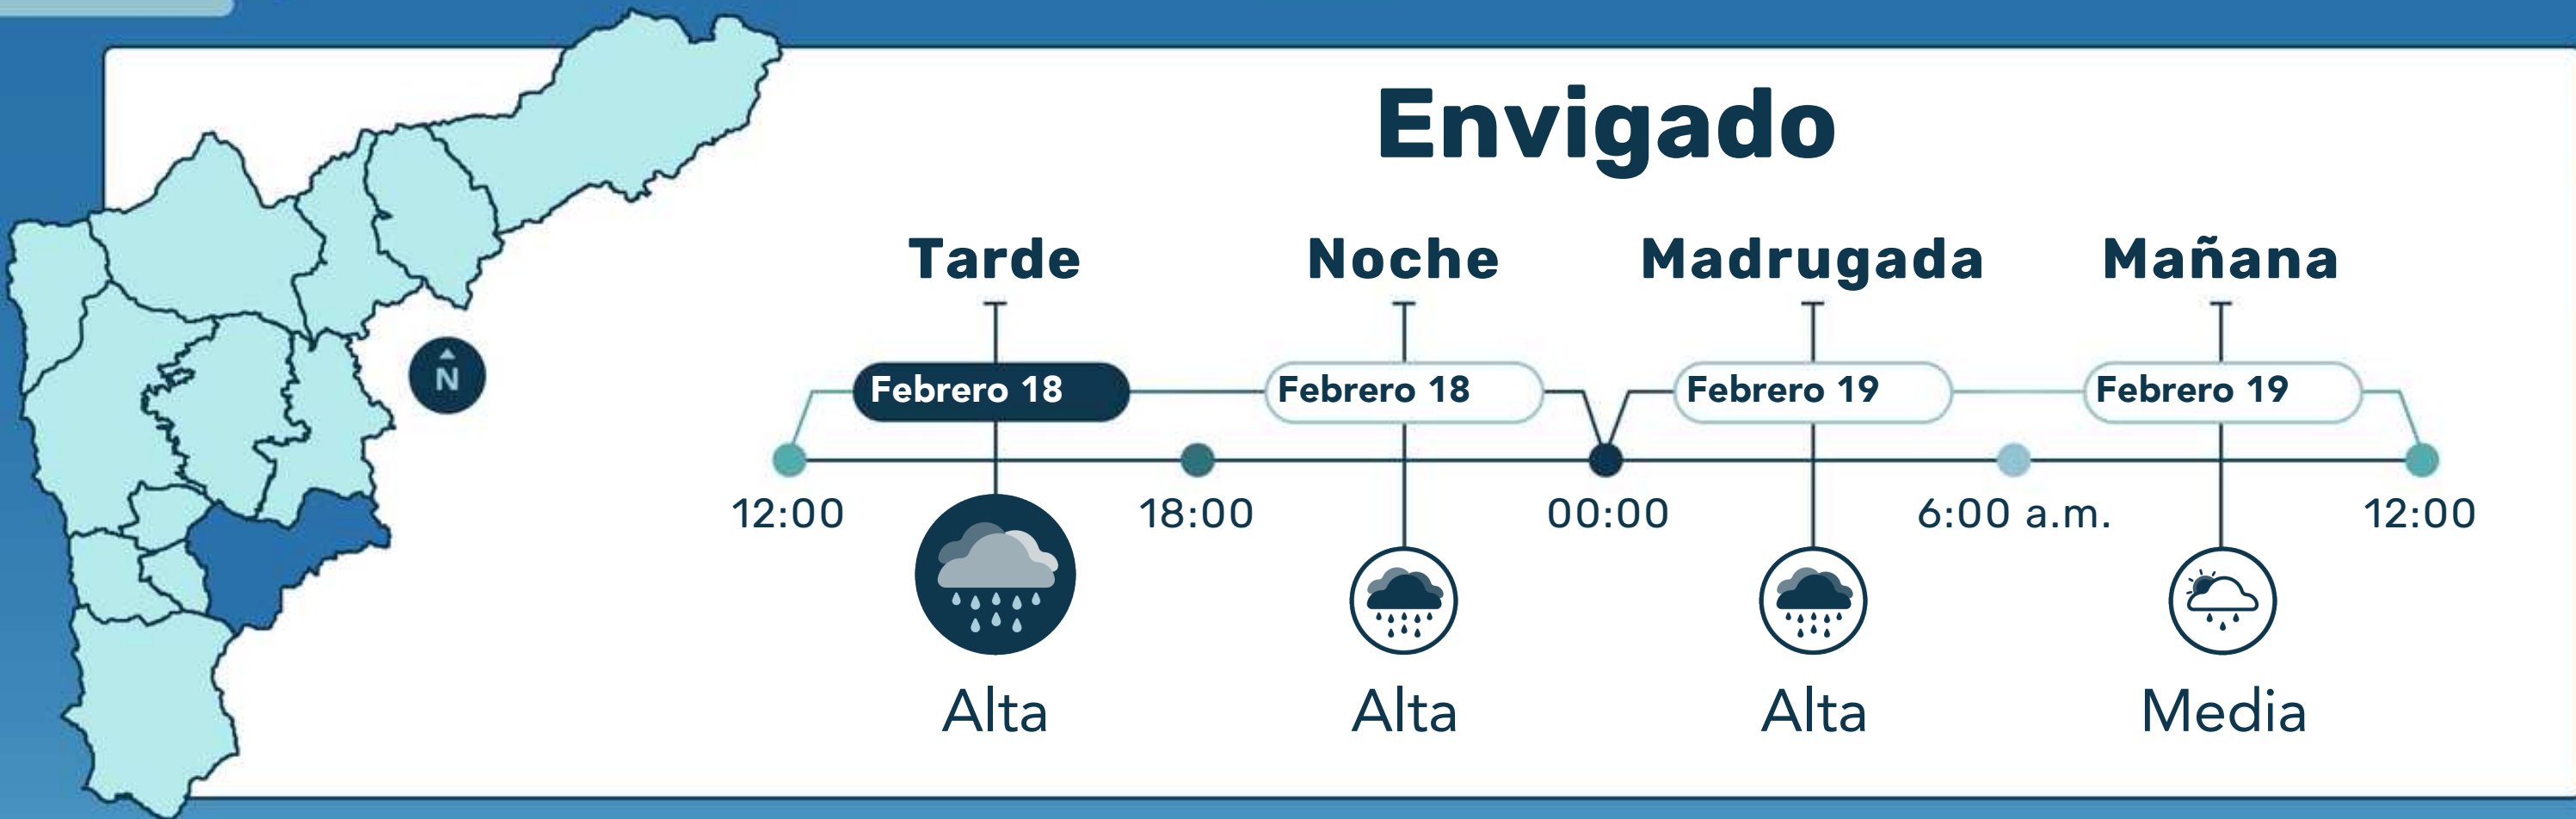 Envigado
Tarde Noche Madrugada Mañana
N
Febrero 18 Febrero 18 Febrero 19 Febrero 19
12:00 18:00 00:00 6:00 a.m. 12:00
Alta Alta Alta Media